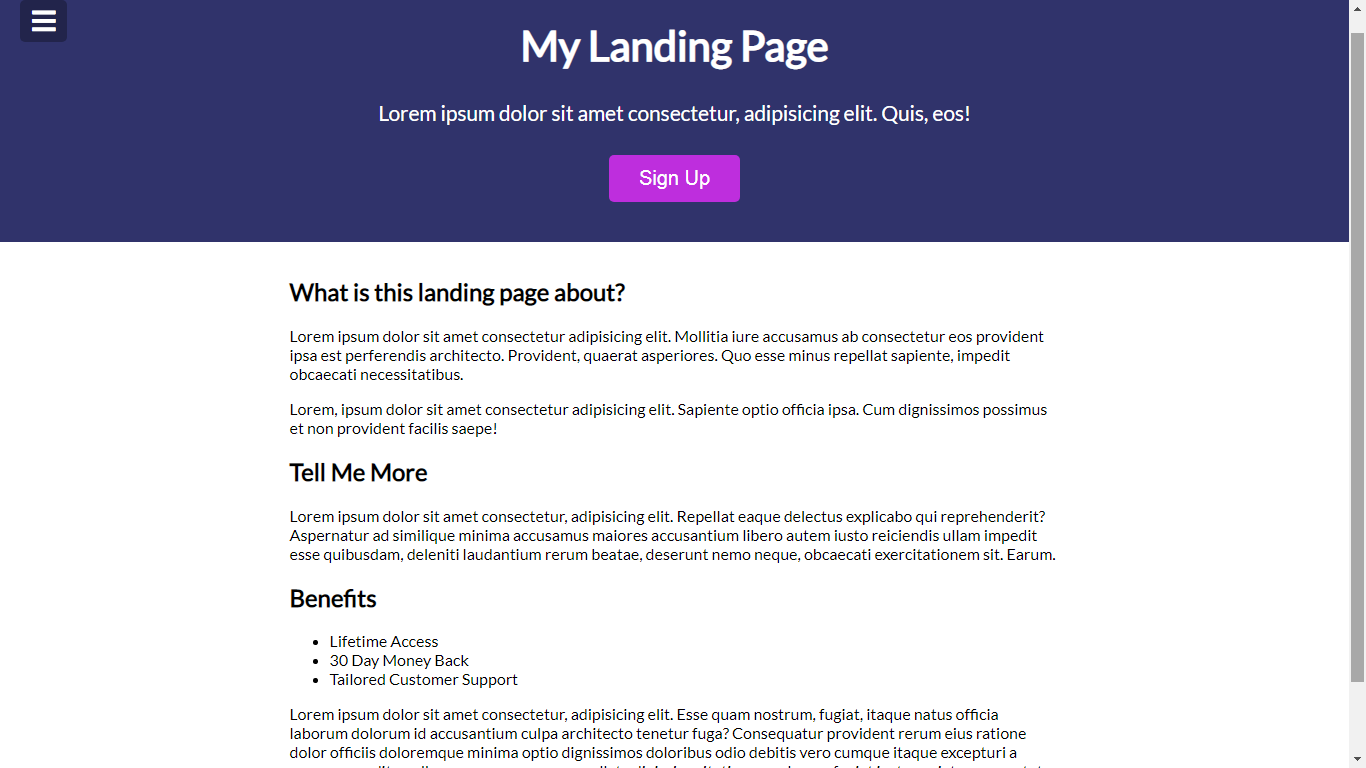 My Landing Page
Lorem ipsum dolor sit amet consectetur, adipisicing elit. Quis, eos!
Sign Up
What is this landing page about?
Lorem ipsum dolor sit amet consectetur adipisicing elit. Mollitia iure accusamus ab consectetur eos provident
ipsa est perferendis architecto. Provident, quaerat asperiores. Quo esse minus repellat sapiente, impedit
obcaecati necessitatibus.
Lorem, ipsum dolor sit amet consectetur adipisicing elit. Sapiente optio officia ipsa. Cum dignissimos possimus
et non provident facilis saepe!
Tell Me More
Lorem ipsum dolor sit amet consectetur, adipisicing elit. Repellat eaque delectus explicabo qui reprehenderit?
Aspernatur ad similique minima accusamus maiores accusantium libero autem iusto reiciendis ullam impedit
esse quibusdam, deleniti laudantium rerum beatae, deserunt nemo neque, obcaecati exercitationem sit. Earum.
Benefits
• Lifetime Access
• 30 Day Money Back
• Tailored Customer Support
Lorem ipsum dolor sit amet consectetur, adipisicing elit. Esse quam nostrum, fugiat, itaque natus officia
laborum dolorum id accusantium culpa architecto tenetur fuga? Consequatur provident rerum eius ratione
dolor officiis doloremque minima optio dignissimos doloribus odio debitis vero cumque itaque excepturi a